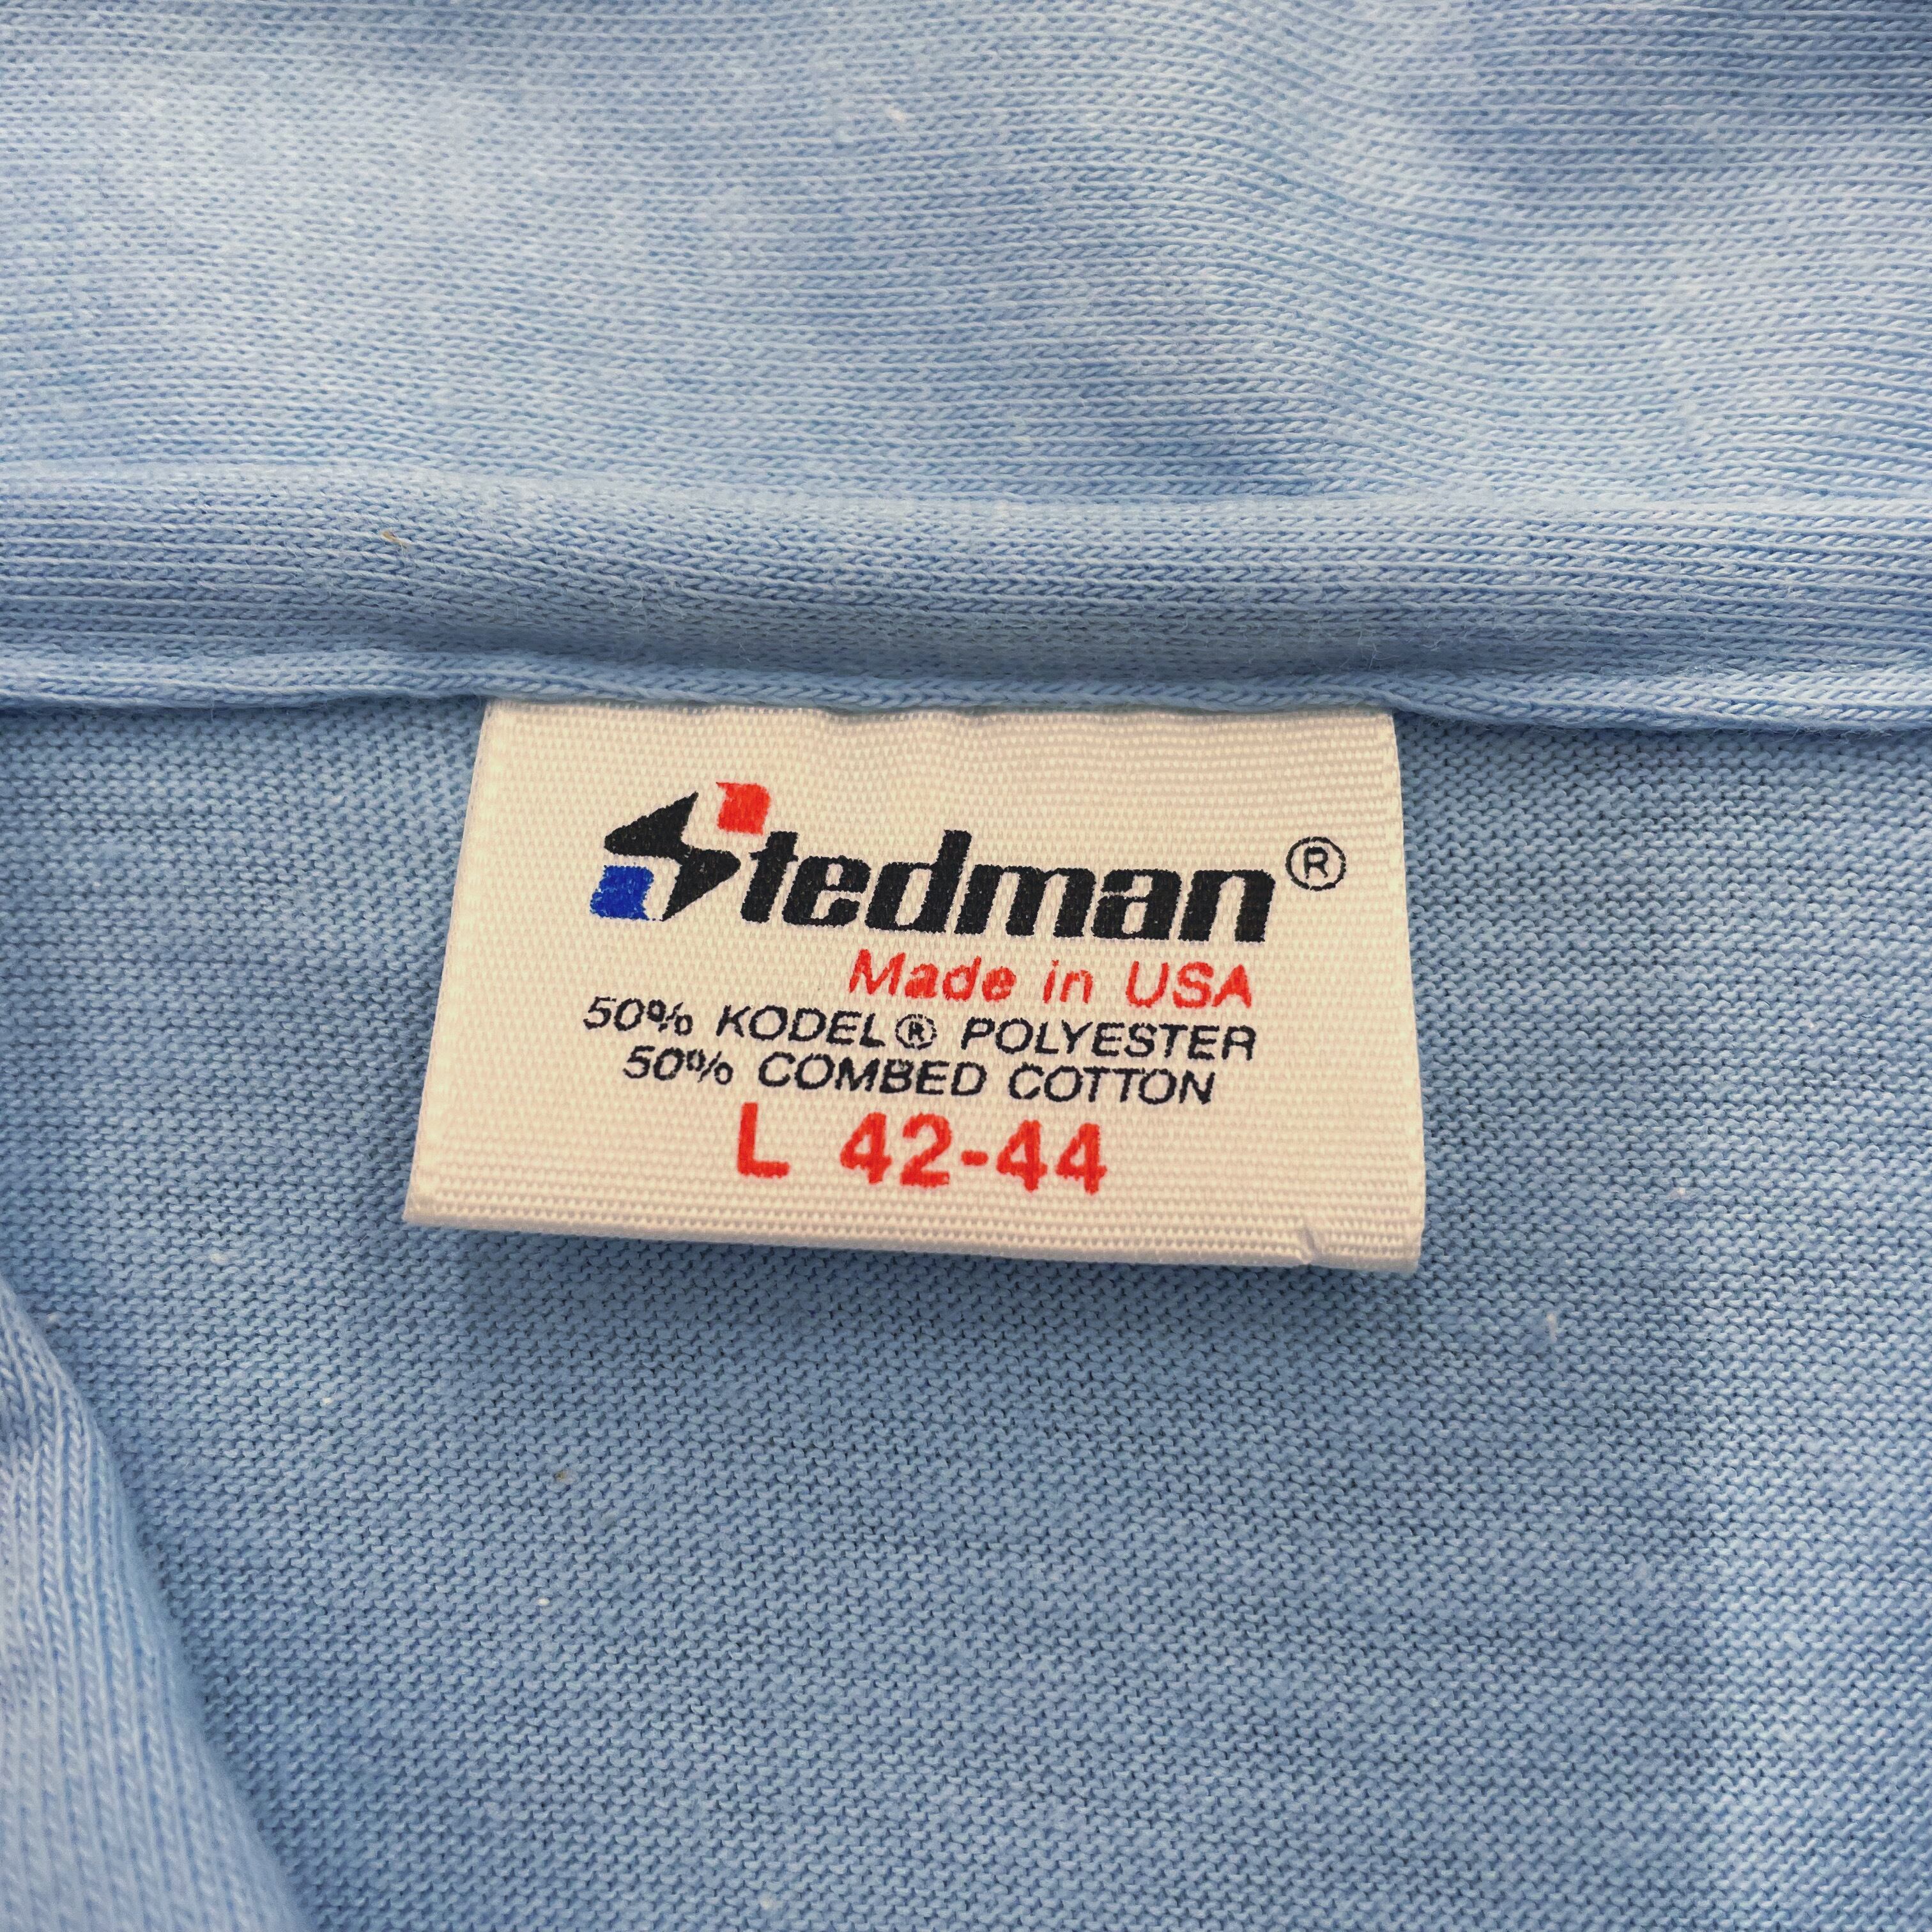 Stedman®
Made in USA
50% KODEL® POLYESTER
50% COMBED COTTON
L 42-44